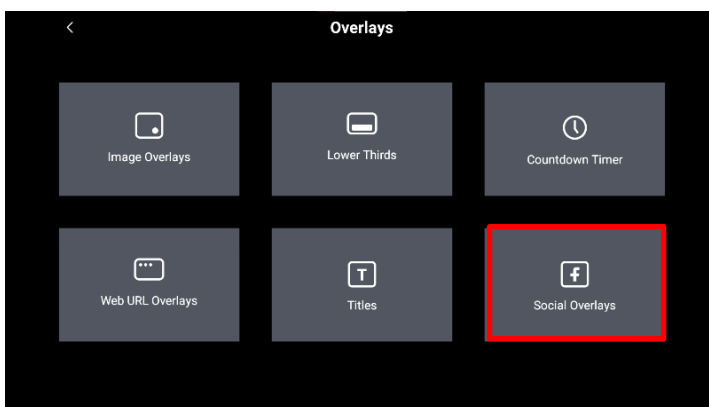 Overlays
Image Overlays
Lower Thirds
Countdown Timer
Web URL Overlays
T
Titles
f
Social Overlays